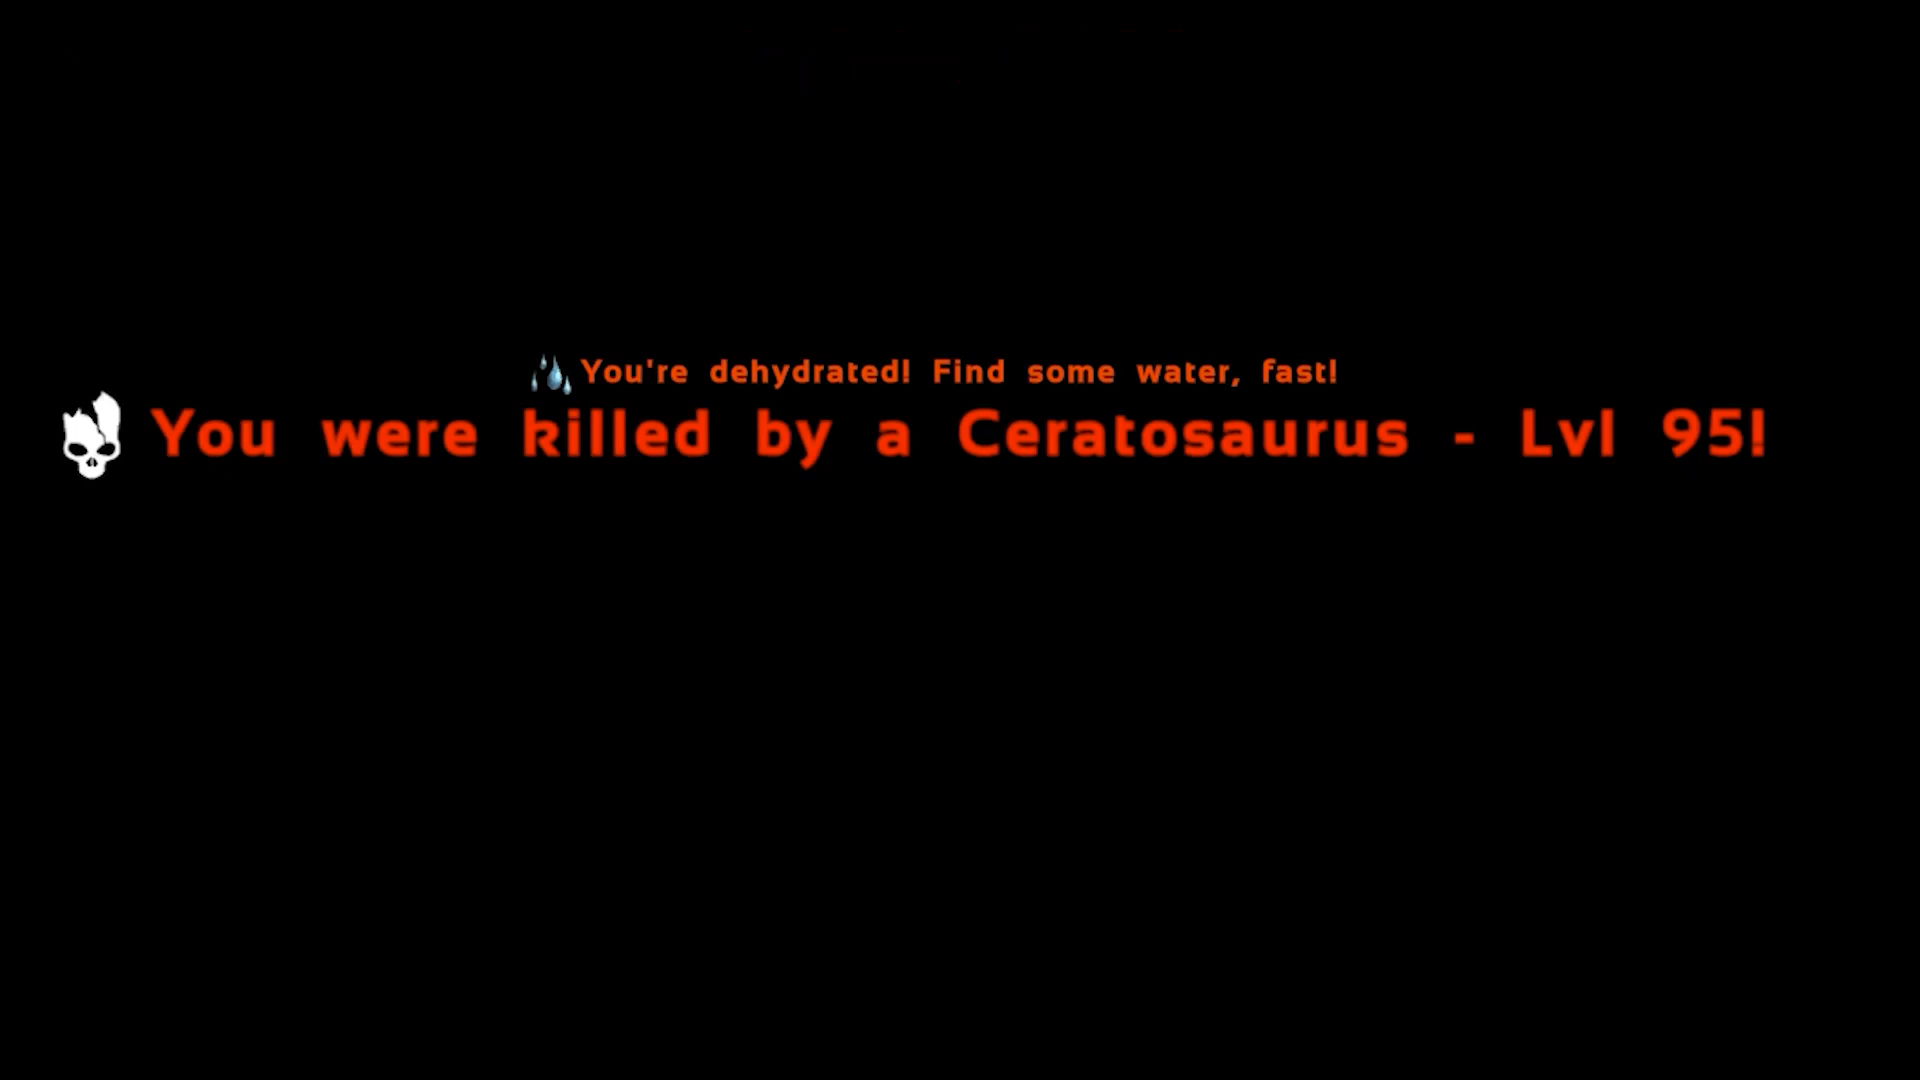 You're dehydrated! Find some water, fast!
You were killed by a Ceratosaurus - Lvl 95!